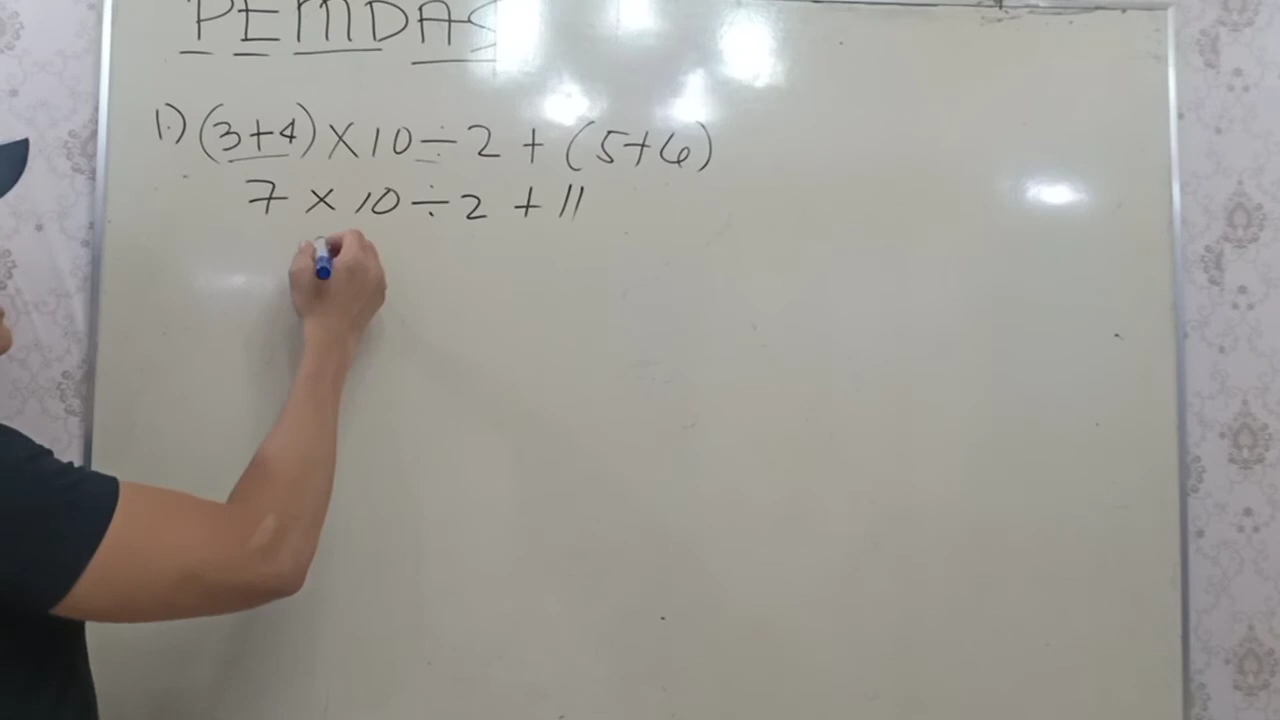 PEMDAS
1.) (3+4) × 10 ÷ 2 + (5+6)
7 × 10 ÷ 2 + 11